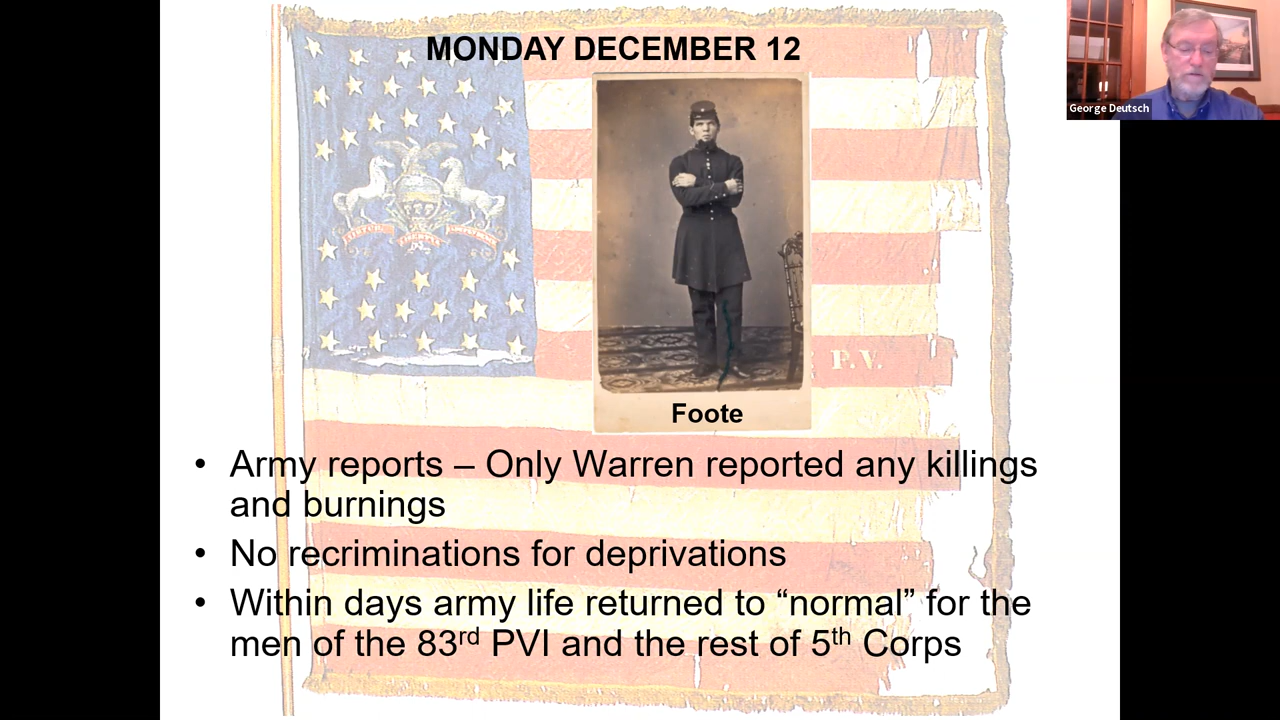 MONDAY DECEMBER 12
George Deutsch
P.V.
Foote
• Army reports – Only Warren reported any killings
and burnings
• No recriminations for deprivations
• Within days army life returned to “normal” for the
men of the 83rd PVI and the rest of 5th Corps